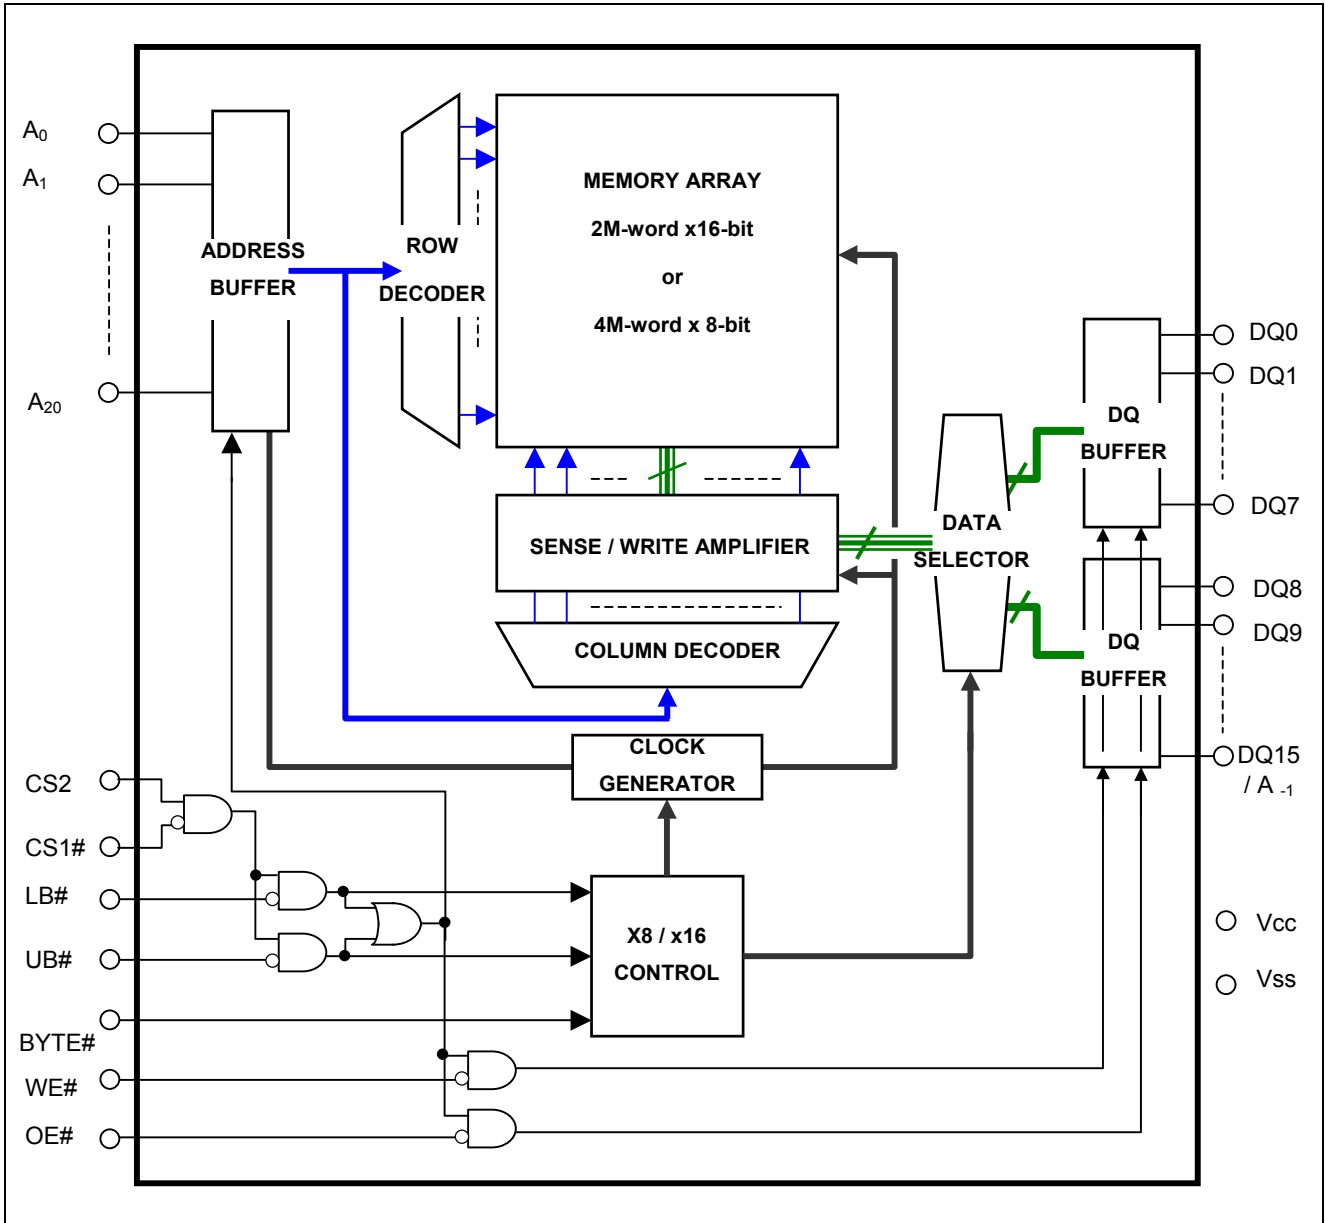 A0
A1
A20
ADDRESS
BUFFER
ROW
DECODER
MEMORY ARRAY
2M-word x16-bit
or
4M-word x 8-bit
SENSE / WRITE AMPLIFIER
COLUMN DECODER
CLOCK
GENERATOR
X8 / x16
CONTROL
DATA
SELECTOR
DQ
BUFFER
DQ
BUFFER
DQ0
DQ1
DQ7
DQ8
DQ9
DQ15
/ A -1
Vcc
Vss
CS2
CS1#
LB#
UB#
BYTE#
WE#
OE#